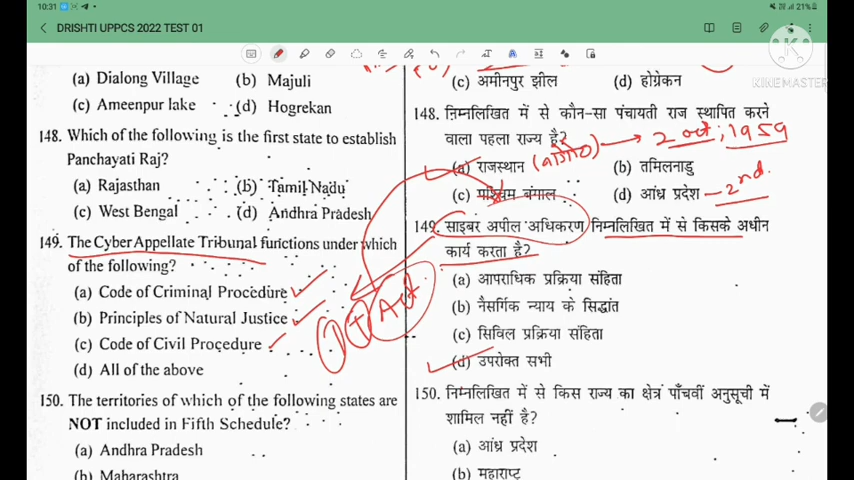 10:31
21%
DRISHTI UPPCS 2022 TEST 01
KINEMASTER
(a) Dialong Village (b) Majuli
(c) Ameenpur lake (d) Hogrekan
148. Which of the following is the first state to establish
Panchayati Raj?
(a) Rajasthan (b) Tamil Nadu
(c) West Bengal (d) Andhra Pradesh
149. The Cyber Appellate Tribunal functions under which
of the following?
(a) Code of Criminal Procedure
(b) Principles of Natural Justice
(c) Code of Civil Procedure
(d) All of the above
IT Act
150. The territories of which of the following states are
NOT included in Fifth Schedule?
(a) Andhra Pradesh
(b) Maharashtra
(c) अमीनपुर झील (d) होग्रेकन
148. निम्नलिखित में से कौन-सा पंचायती राज स्थापित करने
वाला पहला राज्य है?
2 oct, 1959
(a) राजस्थान (b) तमिलनाडु
(c) पश्चिम बंगाल (d) आंध्र प्रदेश – 2nd.
149. साइबर अपील अधिकरण निम्नलिखित में से किसके अधीन
कार्य करता है?
(a) आपराधिक प्रक्रिया संहिता
(b) नैसर्गिक न्याय के सिद्धांत
(c) सिविल प्रक्रिया संहिता
(d) उपरोक्त सभी
150. निम्नलिखित में से किस राज्य का क्षेत्र पाँचवीं अनुसूची में
शामिल नहीं है?
(a) आंध्र प्रदेश
(b) महाराष्ट्र